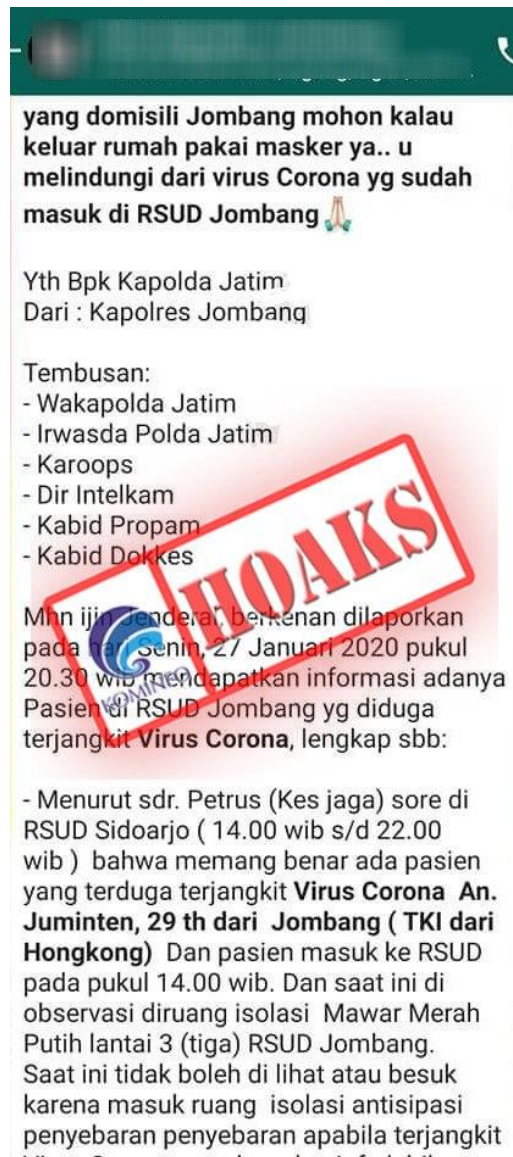 yang domisili Jombang mohon kalau
keluar rumah pakai masker ya.. u
melindungi dari virus Corona yg sudah
masuk di RSUD Jombang 🙏🏻
Yth Bpk Kapolda Jatim
Dari : Kapolres Jombang
Tembusan:
- Wakapolda Jatim
- Irwasda Polda Jatim
- Karoops
- Dir Intelkam
- Kabid Propam
- Kabid Dokkes
HOAKS
KOMINFO
Mhn ijin Jenderal, berkenan dilaporkan
pada hari Senin, 27 Januari 2020 pukul
20.30 wib mendapatkan informasi adanya
Pasien di RSUD Jombang yg diduga
terjangkit Virus Corona, lengkap sbb:
- Menurut sdr. Petrus (Kes jaga) sore di
RSUD Sidoarjo ( 14.00 wib s/d 22.00
wib ) bahwa memang benar ada pasien
yang terduga terjangkit Virus Corona An.
Juminten, 29 th dari Jombang ( TKI dari
Hongkong) Dan pasien masuk ke RSUD
pada pukul 14.00 wib. Dan saat ini di
observasi diruang isolasi Mawar Merah
Putih lantai 3 (tiga) RSUD Jombang.
Saat ini tidak boleh di lihat atau besuk
karena masuk ruang isolasi antisipasi
penyebaran penyebaran apabila terjangkit